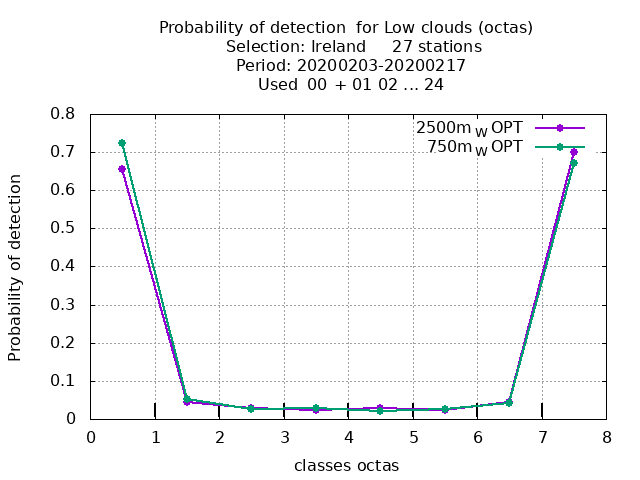 Probability of detection  for Low clouds (octas)
Selection: Ireland     27 stations
Period: 20200203-20200217
Used  00  + 01 02 ... 24
2500m W OPT
750m W OPT
0.8
0.7
0.6
0.5
0.4
0.3
0.2
0.1
0
Probability of detection
0 1 2 3 4 5 6 7 8
classes octas